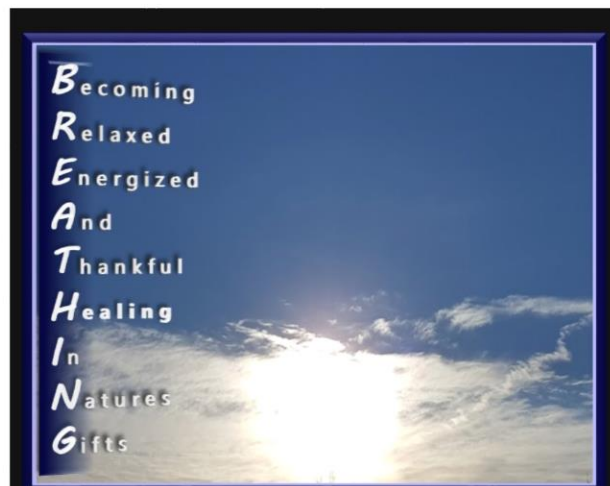 Becoming
Relaxed
Energized
And
Thankful
Healing
In
Natures
Gifts